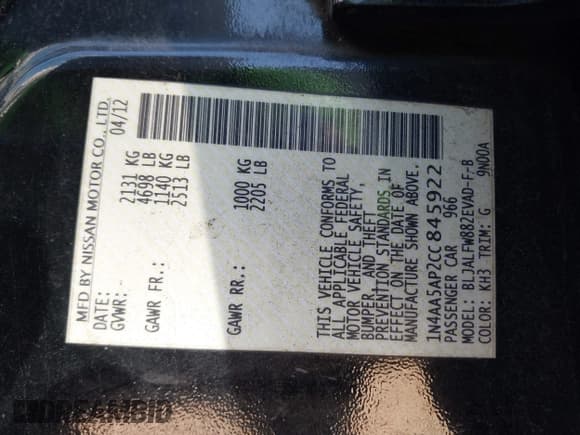 MFD BY NISSAN MOTOR CO., LTD.
DATE: 04/12
GVWR: 2131 KG
4698 LB
GAWR FR.: 1140 KG
2513 LB
GAWR RR.: 1000 KG
2205 LB
THIS VEHICLE CONFORMS TO
ALL APPLICABLE FEDERAL
MOTOR VEHICLE SAFETY,
BUMPER, AND THEFT
PREVENTION STANDARDS IN
EFFECT ON THE DATE OF
MANUFACTURE SHOWN ABOVE.
1N4AA5AP2CC845922
PASSENGER CAR 966
MODEL: BLJALFW882EVAD-F-B
COLOR: KH3 TRIM: G 9N00A
DREAMBID